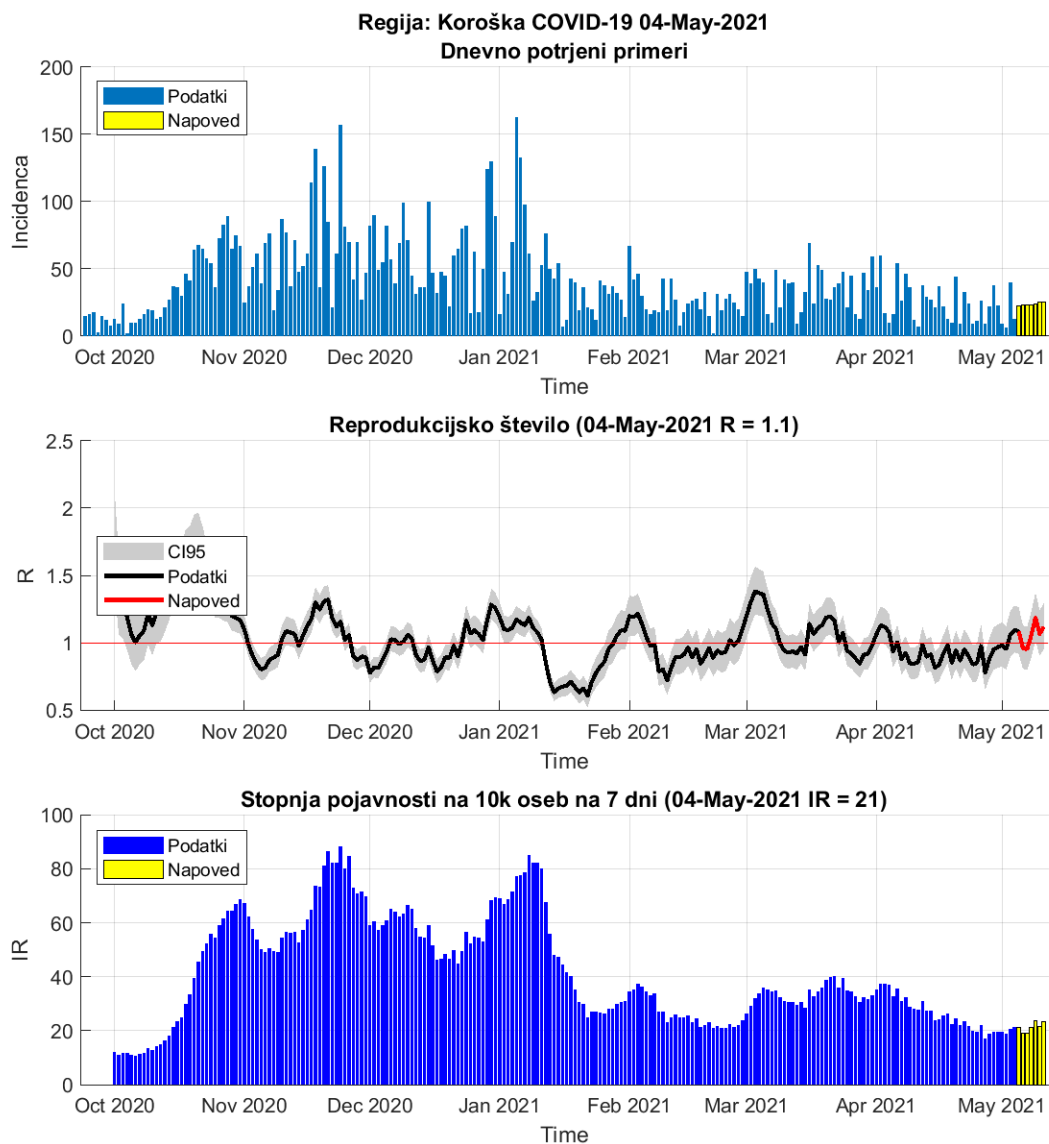 Regija: Koroška COVID-19 04-May-2021
Dnevno potrjeni primeri
200
150
100
50
0
Incidenca
Podatki
Napoved
Oct 2020 Nov 2020 Dec 2020 Jan 2021 Feb 2021 Mar 2021 Apr 2021 May 2021
Time
Reprodukcijsko število (04-May-2021 R = 1.1)
2.5
2
1.5
1
0.5
R
CI95
Podatki
Napoved
Oct 2020 Nov 2020 Dec 2020 Jan 2021 Feb 2021 Mar 2021 Apr 2021 May 2021
Time
Stopnja pojavnosti na 10k oseb na 7 dni (04-May-2021 IR = 21)
100
80
60
40
20
0
IR
Podatki
Napoved
Oct 2020 Nov 2020 Dec 2020 Jan 2021 Feb 2021 Mar 2021 Apr 2021 May 2021
Time